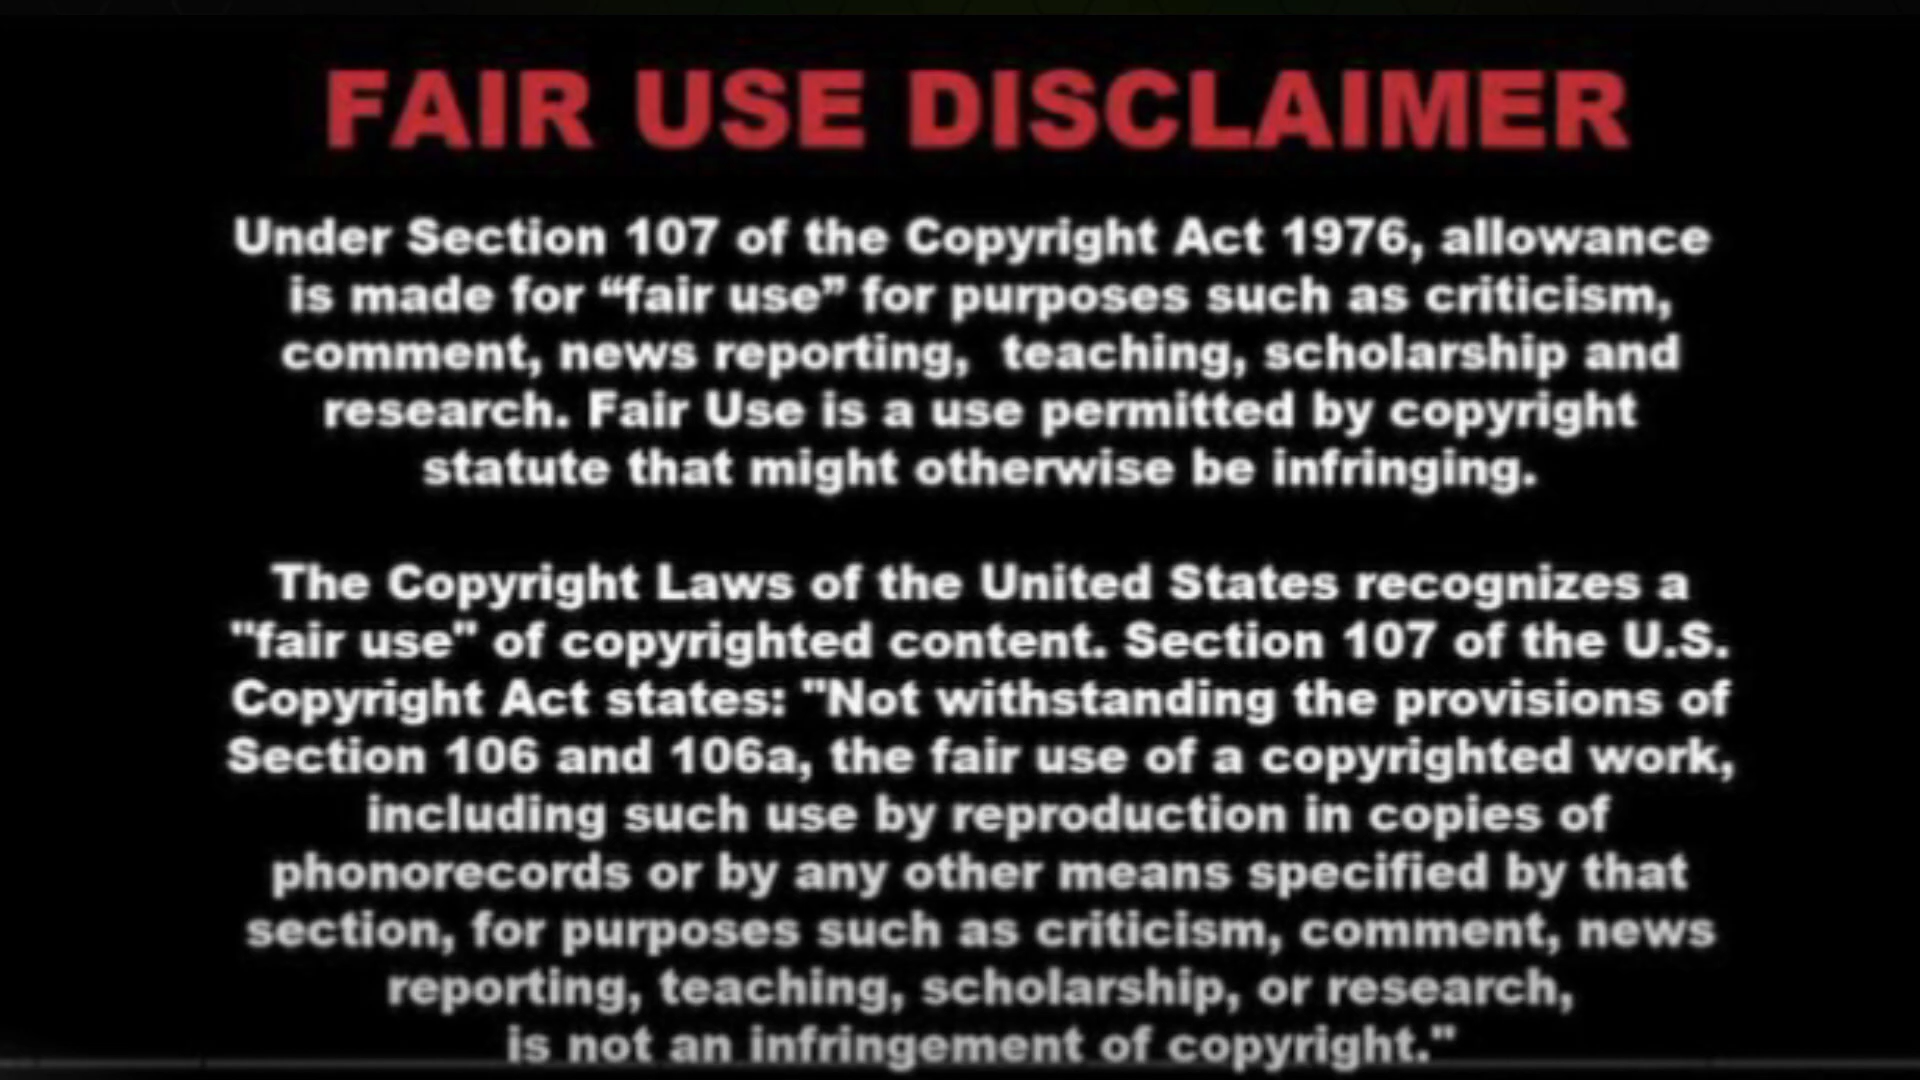 FAIR USE DISCLAIMER
Under Section 107 of the Copyright Act 1976, allowance
is made for “fair use” for purposes such as criticism,
comment, news reporting,  teaching, scholarship and
research. Fair Use is a use permitted by copyright
statute that might otherwise be infringing.
The Copyright Laws of the United States recognizes a
"fair use" of copyrighted content. Section 107 of the U.S.
Copyright Act states: "Not withstanding the provisions of
Section 106 and 106a, the fair use of a copyrighted work,
including such use by reproduction in copies of
phonorecords or by any other means specified by that
section, for purposes such as criticism, comment, news
reporting, teaching, scholarship, or research,
is not an infringement of copyright."